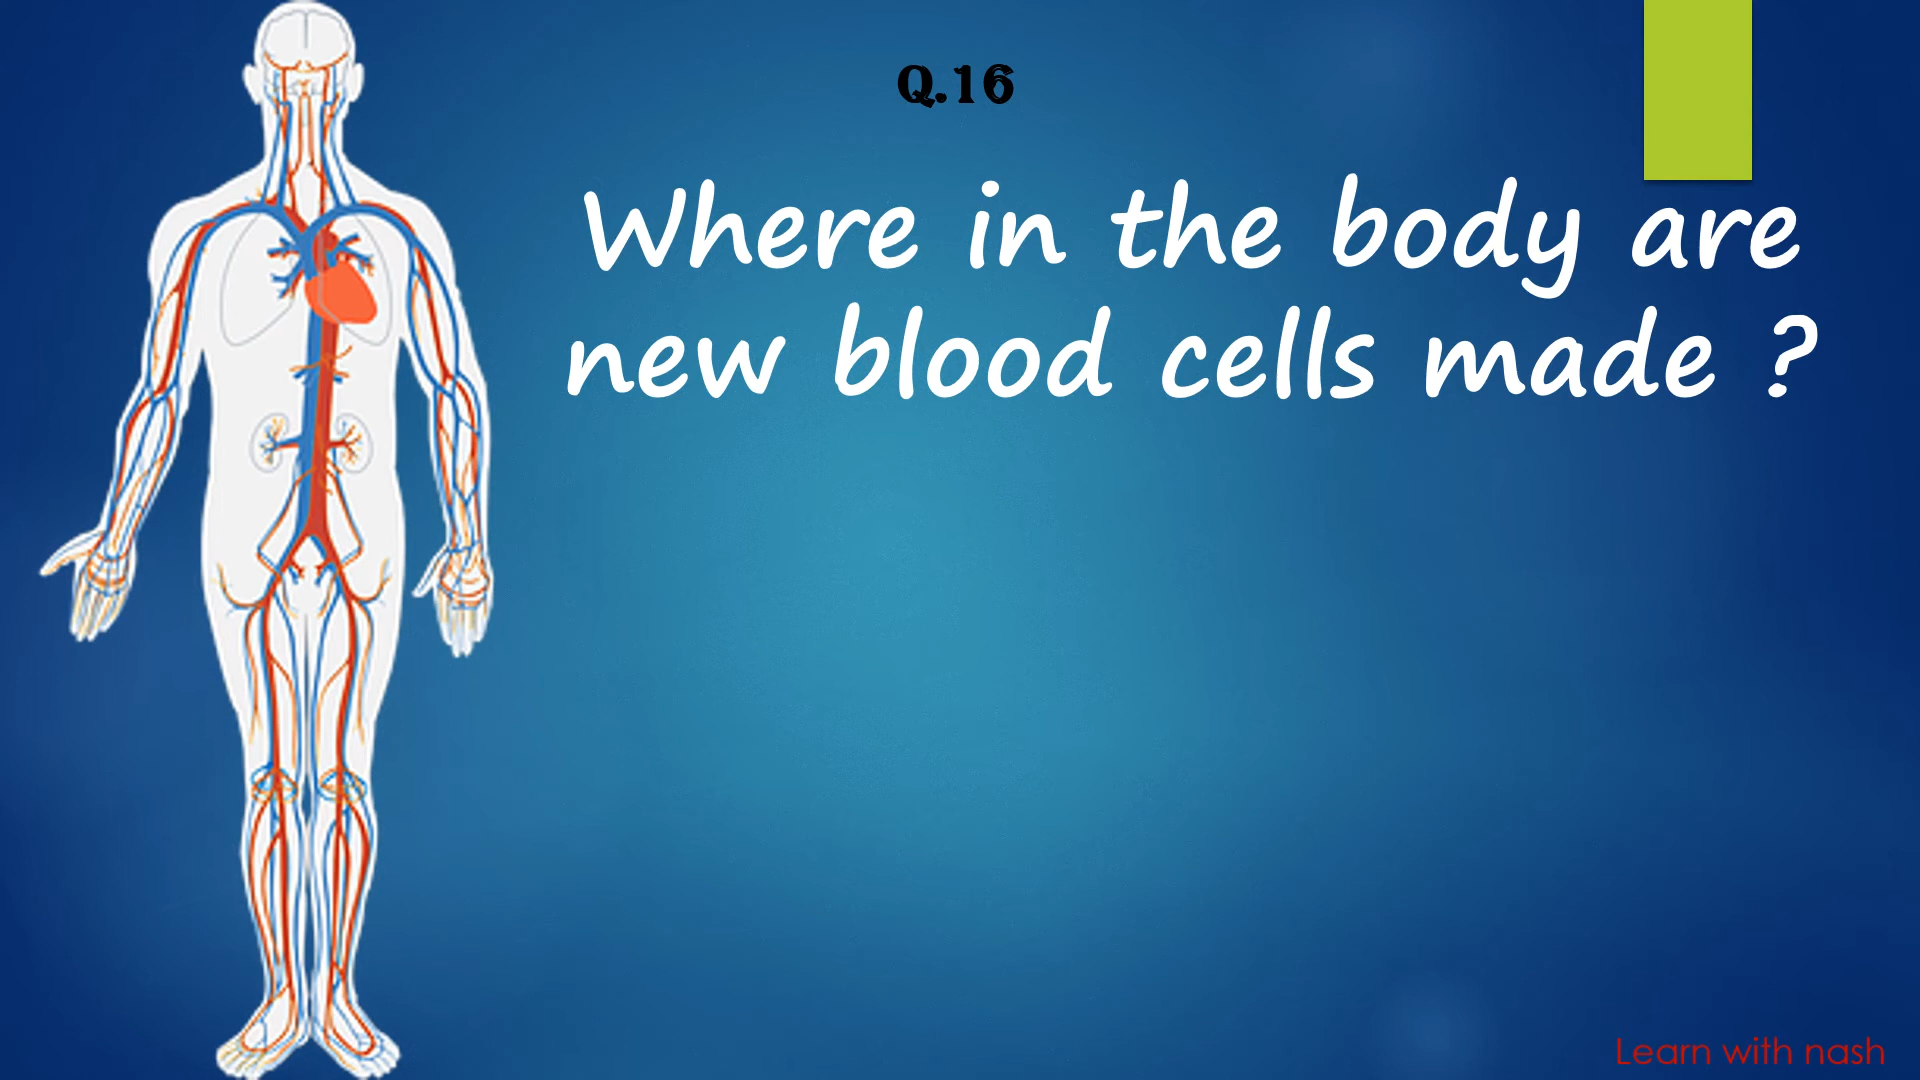 Q.16
Where in the body are
new blood cells made ?
Learn with nash